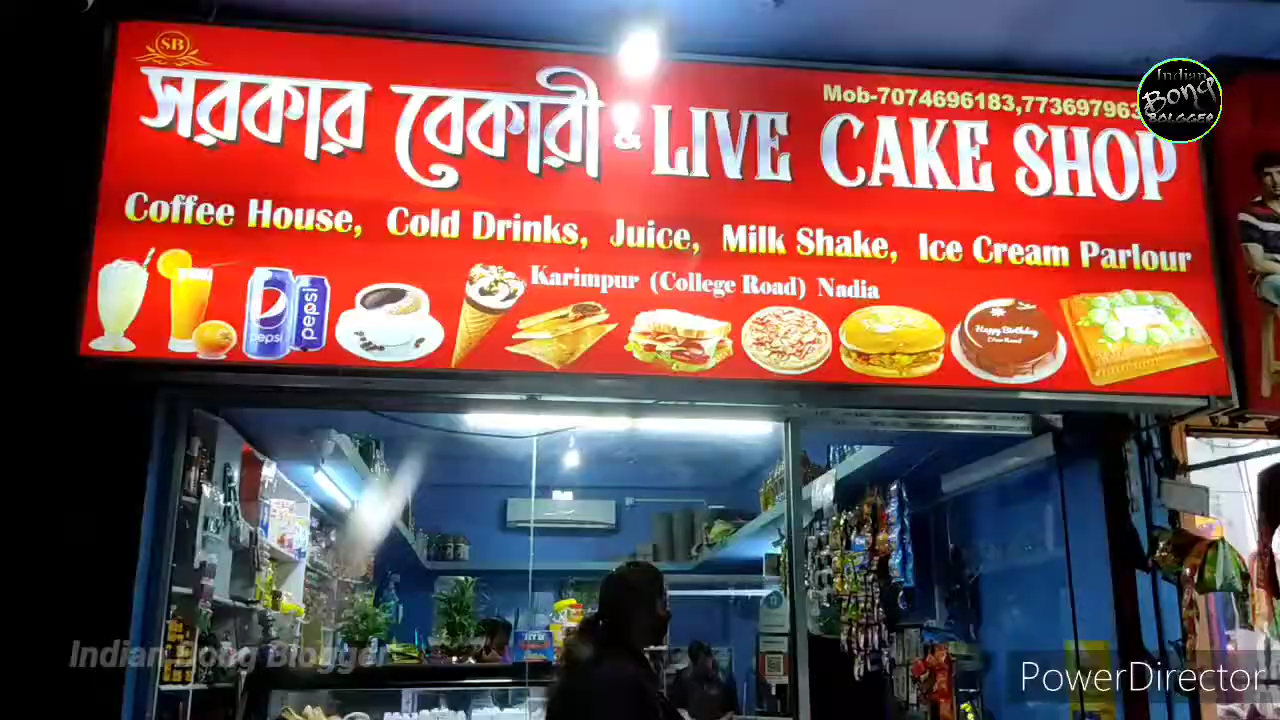 SB
সরকার বেকারী & LIVE CAKE SHOP
Mob-7074696183,773697963
Coffee House, Cold Drinks, Juice, Milk Shake, Ice Cream Parlour
Karimpur (College Road) Nadia
pepsi pepsi
Happy Birthday
Indian
Bong
BOLGGER
Indian Bong Blogger
PowerDirector